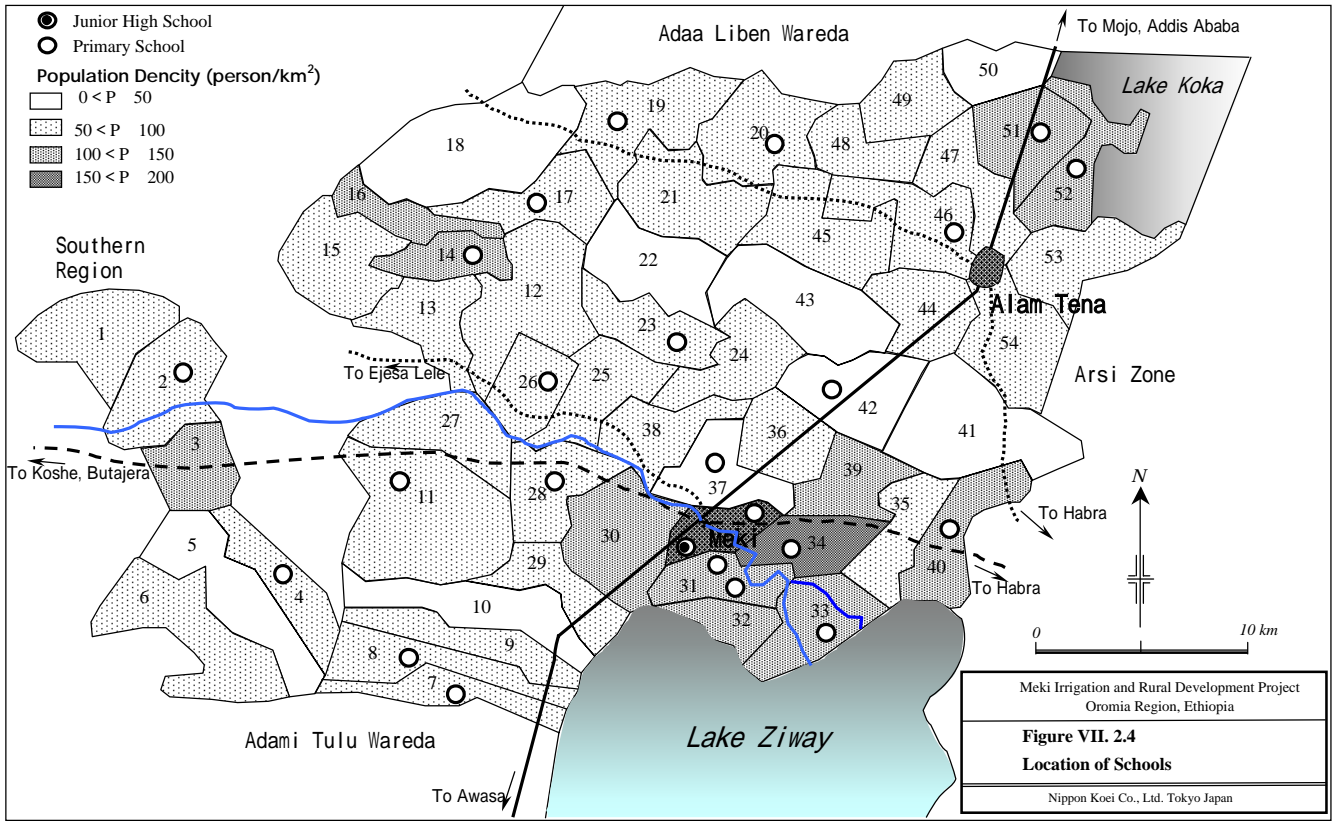 Junior High School
Primary School
Population Dencity (person/km²)
0 < P 50
50 < P 100
100 < P 150
150 < P 200
Adaa Liben Wareda
To Mojo, Addis Ababa
Lake Koka
50
49
19
20
51
18
48
47
52
17
21
16
46
15
14
45
53
Southern
Region
22
12
43
13
44
Alam Tena
1
23
24
54
To Ejesa Lele
2
26
25
Arsi Zone
42
27
38
36
41
3
39
To Koshe, Butajera
11
28
37
35
N
30
Meki
34
To Habra
5
29
40
31
To Habra
6
4
10
33
32
0 10 km
9
8
7
Adami Tulu Wareda
Lake Ziway
To Awasa
Meki Irrigation and Rural Development Project
Oromia Region, Ethiopia
Figure VII. 2.4
Location of Schools
Nippon Koei Co., Ltd. Tokyo Japan